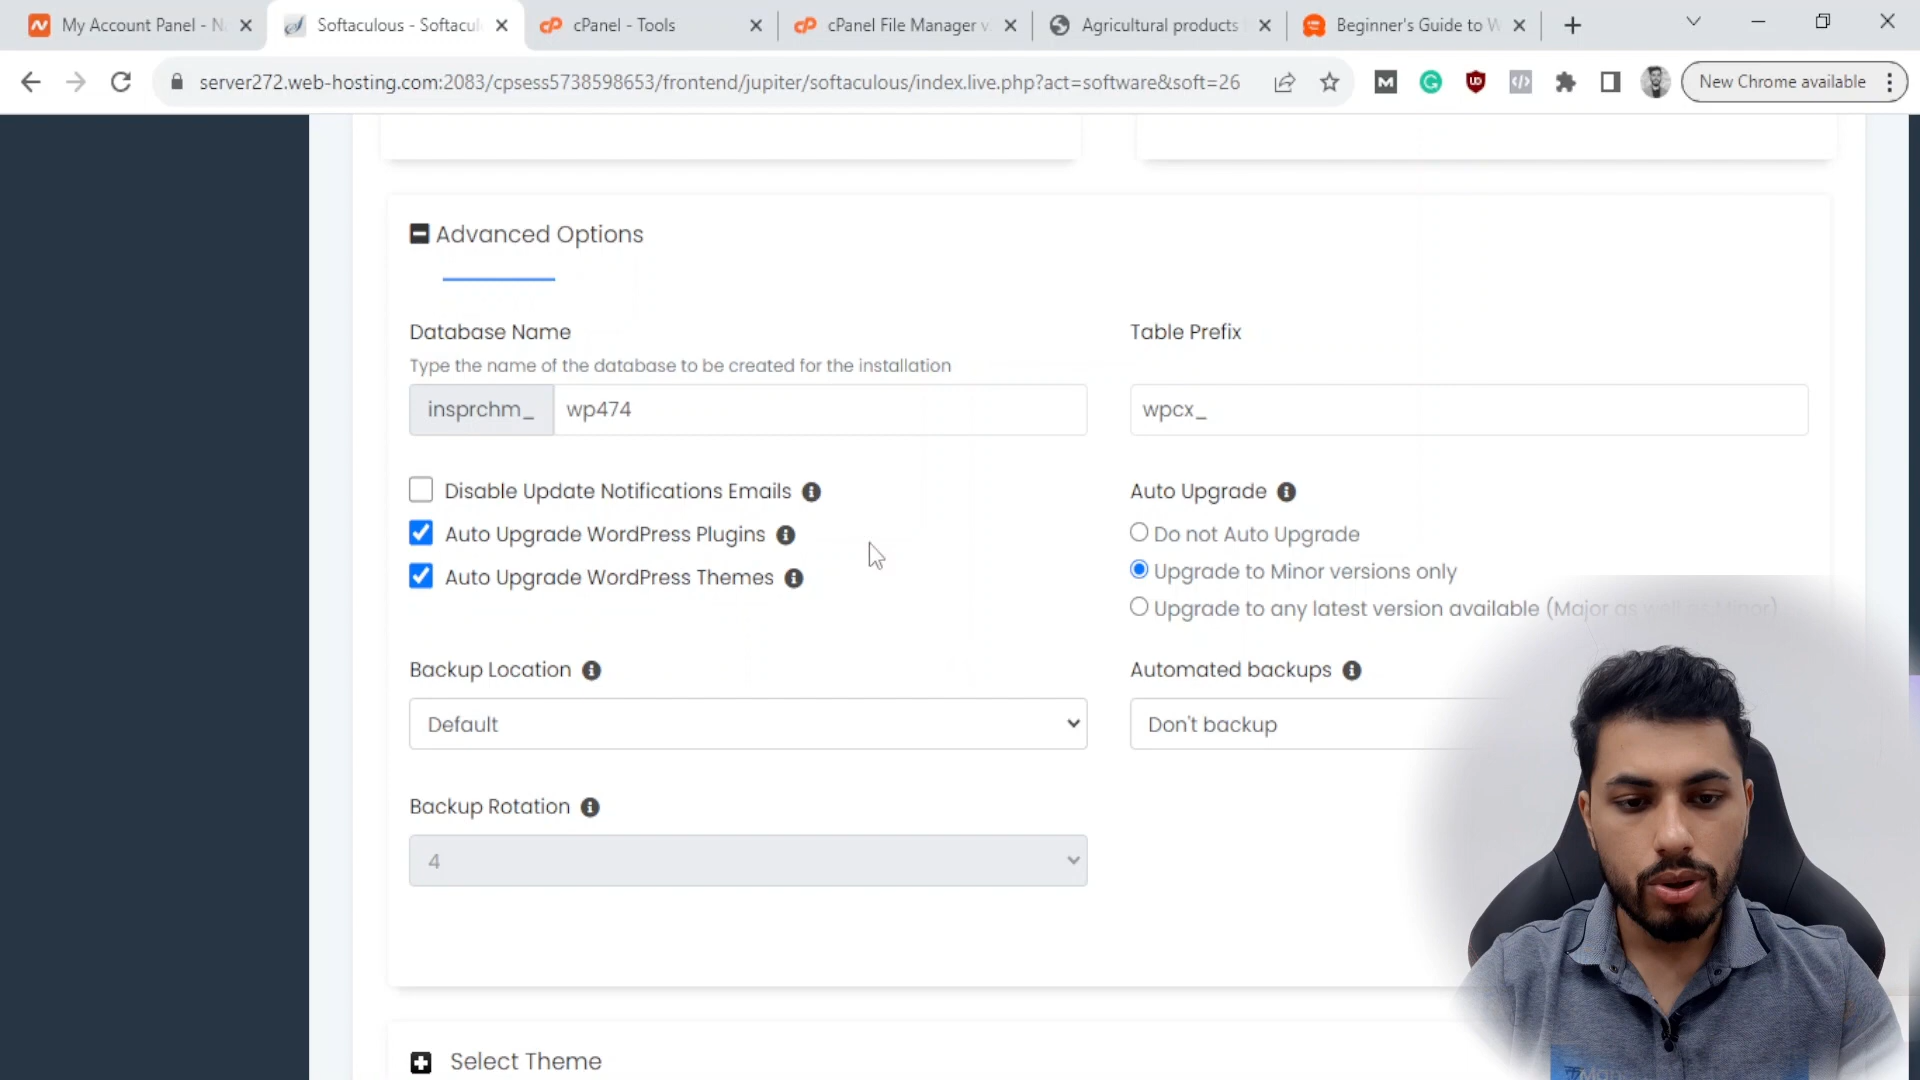 My Account Panel - N
Softaculous - Softacul
cPanel - Tools
cPanel File Manager v
Agricultural products
Beginner's Guide to W
server272.web-hosting.com:2083/cpsess5738598653/frontend/jupiter/softaculous/index.live.php?act=software&soft=26
New Chrome available
Advanced Options
Database Name
Table Prefix
Type the name of the database to be created for the installation
insprchm_ wp474
wpcx_
Disable Update Notifications Emails
Auto Upgrade
Auto Upgrade WordPress Plugins
Do not Auto Upgrade
Auto Upgrade WordPress Themes
Upgrade to Minor versions only
Upgrade to any latest version available (Major as well as Minor)
Backup Location
Automated backups
Default
Don't backup
Backup Rotation
4
Select Theme